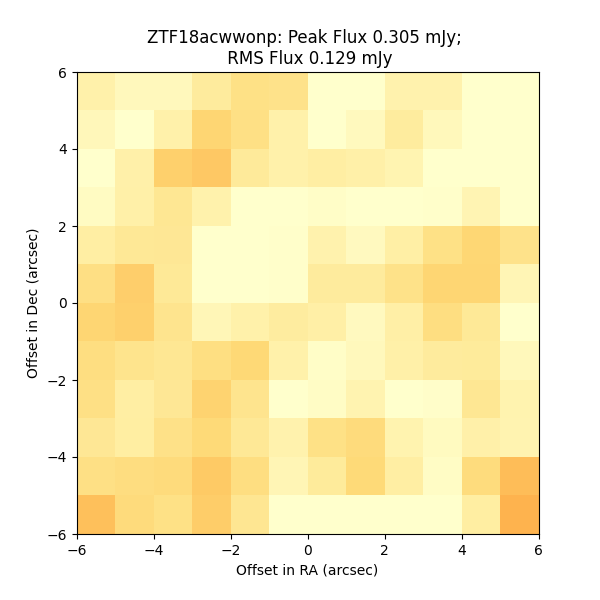 ZTF18acwwonp: Peak Flux 0.305 mJy;
RMS Flux 0.129 mJy
6
4
2
0
−2
−4
−6
Offset in Dec (arcsec)
−6 −4 −2 0 2 4 6
Offset in RA (arcsec)